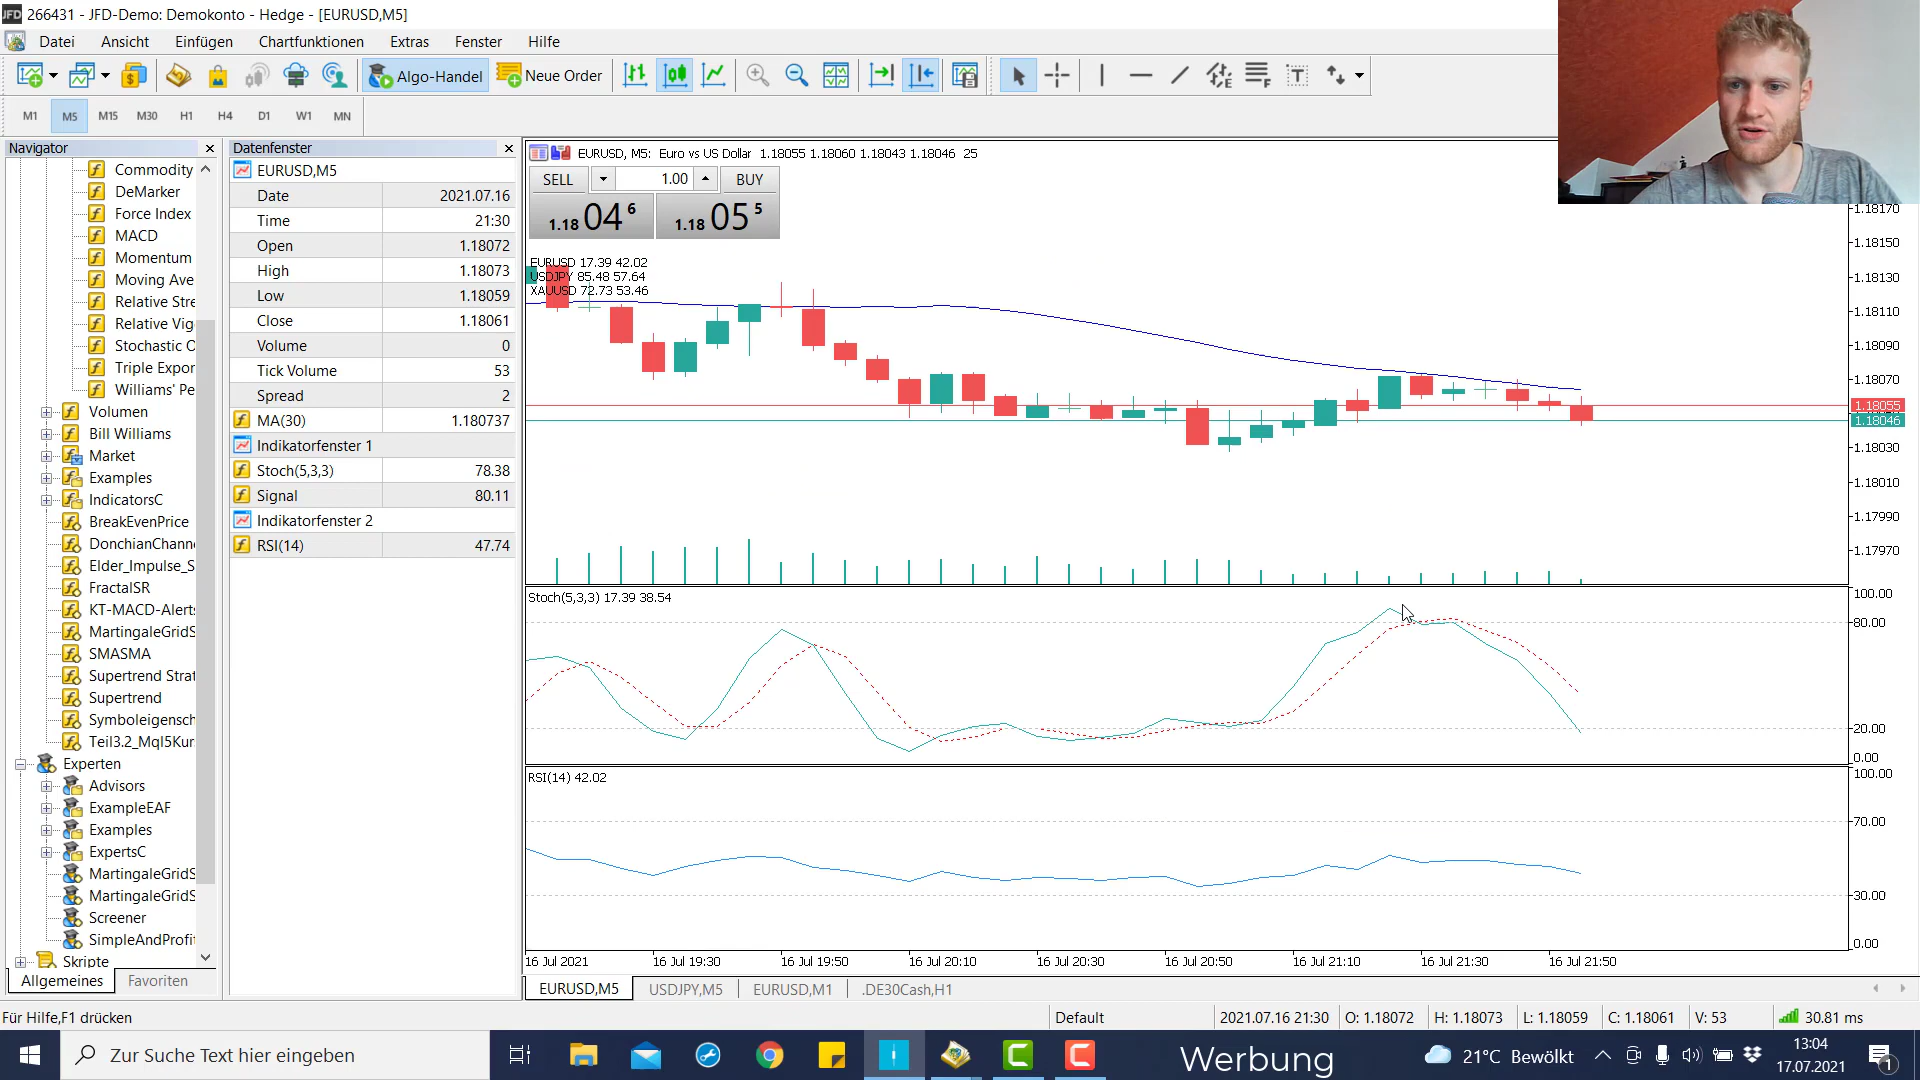 266431 - JFD-Demo: Demokonto - Hedge - [EURUSD,M5]
Datei Ansicht Einfügen Chartfunktionen Extras Fenster Hilfe
Algo-Handel Neue Order
M1 M5 M15 M30 H1 H4 D1 W1 MN
Navigator
Commodity
DeMarker
Force Index
MACD
Momentum
Moving Ave
Relative Stre
Relative Vig
Stochastic O
Triple Expor
Williams' Pe
Volumen
Bill Williams
Market
Examples
IndicatorsC
BreakEvenPrice
DonchianChann
Elder_Impulse_S
FractalSR
KT-MACD-Alerts
MartingaleGridS
SMASMA
Supertrend Strat
Supertrend
Symboleigensch
Teil3.2_Mql5Kur
Experten
Advisors
ExampleEAF
Examples
ExpertsC
MartingaleGridS
MartingaleGridS
Screener
SimpleAndProfi
Skripte
Allgemeines Favoriten
Datenfenster
EURUSD,M5
Date 2021.07.16
Time 21:30
Open 1.18072
High 1.18073
Low 1.18059
Close 1.18061
Volume 0
Tick Volume 53
Spread 2
MA(30) 1.180737
Indikatorfenster 1
Stoch(5,3,3) 78.38
Signal 80.11
Indikatorfenster 2
RSI(14) 47.74
EURUSD, M5: Euro vs US Dollar 1.18055 1.18060 1.18043 1.18046 25
SELL 1.00 BUY
1.18 04 6 1.18 05 5
EURUSD 17.39 42.02
USDJPY 85.48 57.64
XAUUSD 72.73 53.46
1.18170
1.18150
1.18130
1.18110
1.18090
1.18070
1.18055
1.18046
1.18030
1.18010
1.17990
1.17970
Stoch(5,3,3) 17.39 38.54
100.00
80.00
20.00
0.00
RSI(14) 42.02
100.00
70.00
30.00
0.00
16 Jul 2021 16 Jul 19:30 16 Jul 19:50 16 Jul 20:10 16 Jul 20:30 16 Jul 20:50 16 Jul 21:10 16 Jul 21:30 16 Jul 21:50
EURUSD,M5 USDJPY,M5 EURUSD,M1 .DE30Cash,H1
Für Hilfe,F1 drücken Default 2021.07.16 21:30 O: 1.18072 H: 1.18073 L: 1.18059 C: 1.18061 V: 53 30.81 ms
Zur Suche Text hier eingeben
Werbung
21°C Bewölkt
13:04
17.07.2021
1